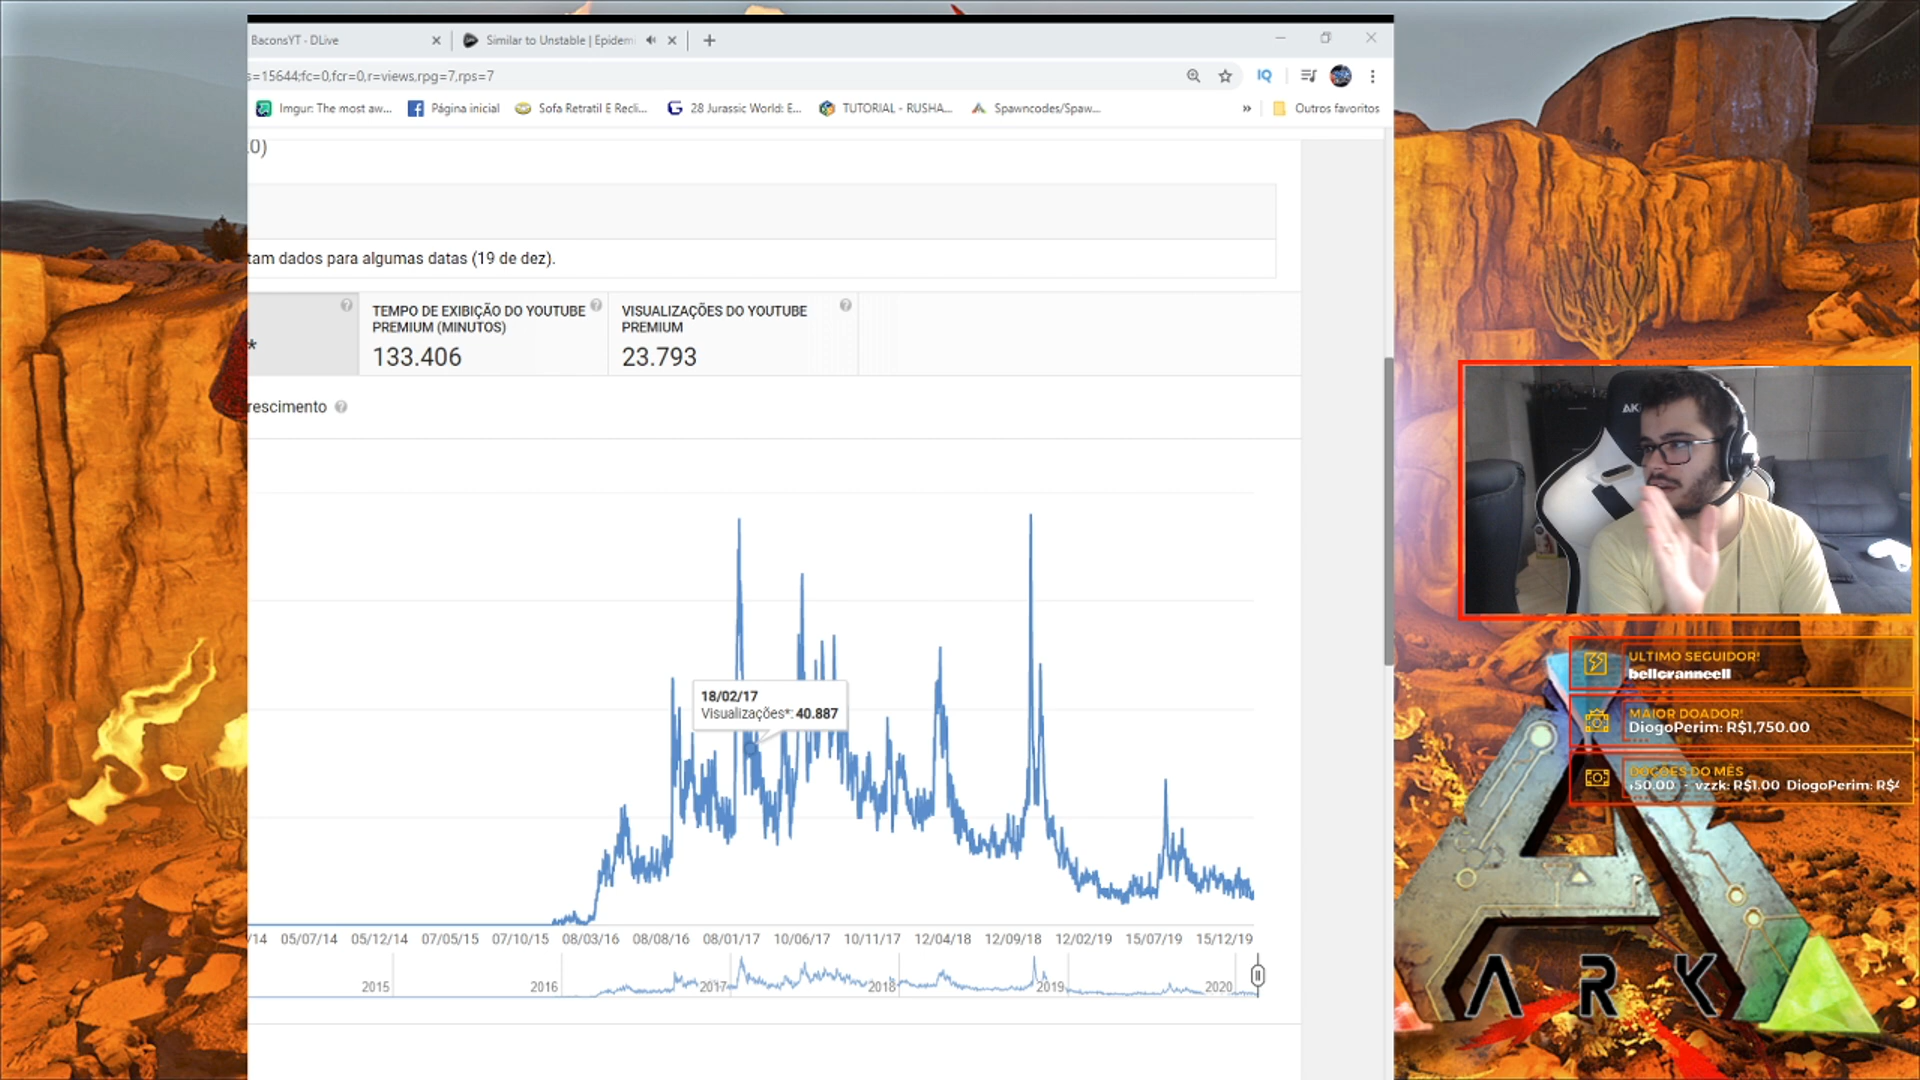 BaconsYT - DLive
Similar to Unstable | Epidemi
s=15644;fc=0,fcr=0,r=views,rpg=7,rps=7
IQ
Imgur: The most aw...
Página inicial
Sofa Retratil E Recli...
28 Jurassic World: E...
TUTORIAL - RUSHA...
Spawncodes/Spaw...
»
Outros favoritos
:0)
tam dados para algumas datas (19 de dez).
*
TEMPO DE EXIBIÇÃO DO YOUTUBE
PREMIUM (MINUTOS)
133.406
VISUALIZAÇÕES DO YOUTUBE
PREMIUM
23.793
rescimento
18/02/17
Visualizações*: 40.887
/14 05/07/14 05/12/14 07/05/15 07/10/15 08/03/16 08/08/16 08/01/17 10/06/17 10/11/17 12/04/18 12/09/18 12/02/19 15/07/19 15/12/19
2015 2016 2017 2018 2019 2020
AK
ULTIMO SEGUIDOR!
bellcranneell
MAIOR DOADOR!
DiogoPerim: R$1,750.00
DOÇÕES DO MÊS
50.00 - vzzk: R$1.00 DiogoPerim: R$
ARK